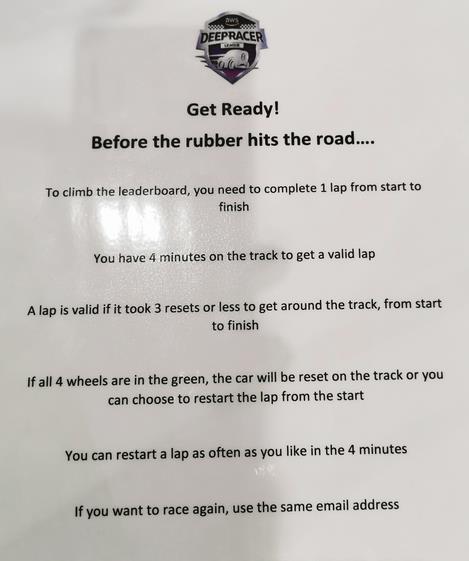 aws
DEEPRACER
LEAGUE
Get Ready!
Before the rubber hits the road....
To climb the leaderboard, you need to complete 1 lap from start to
finish
You have 4 minutes on the track to get a valid lap
A lap is valid if it took 3 resets or less to get around the track, from start
to finish
If all 4 wheels are in the green, the car will be reset on the track or you
can choose to restart the lap from the start
You can restart a lap as often as you like in the 4 minutes
If you want to race again, use the same email address